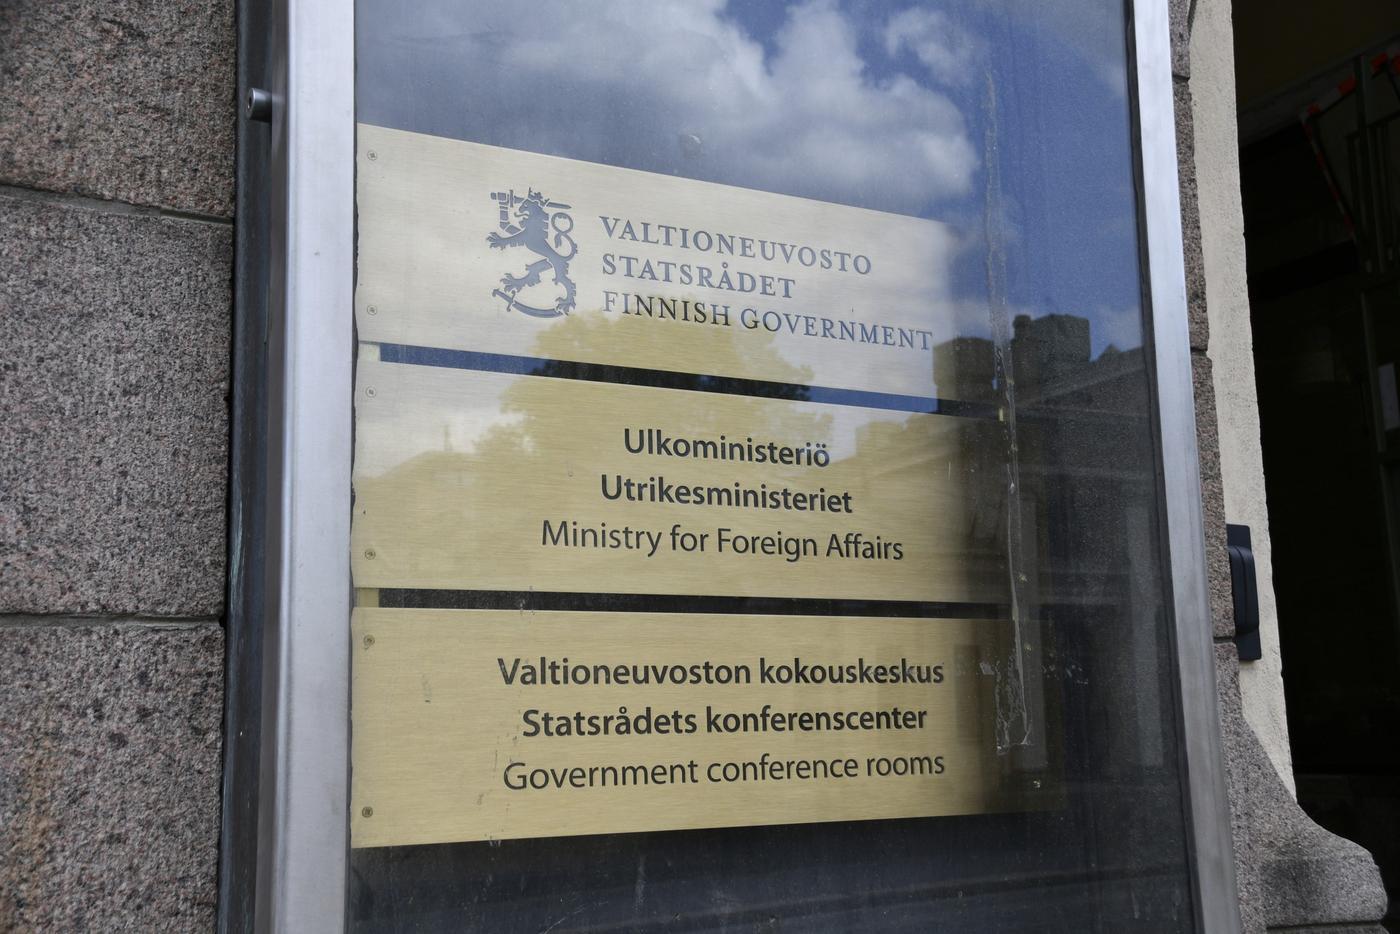 VALTIONEUVOSTO
STATSRÅDET
FINNISH GOVERNMENT
Ulkoministeriö
Utrikesministeriet
Ministry for Foreign Affairs
Valtioneuvoston kokouskeskus
Statsrådets konferenscenter
Government conference rooms